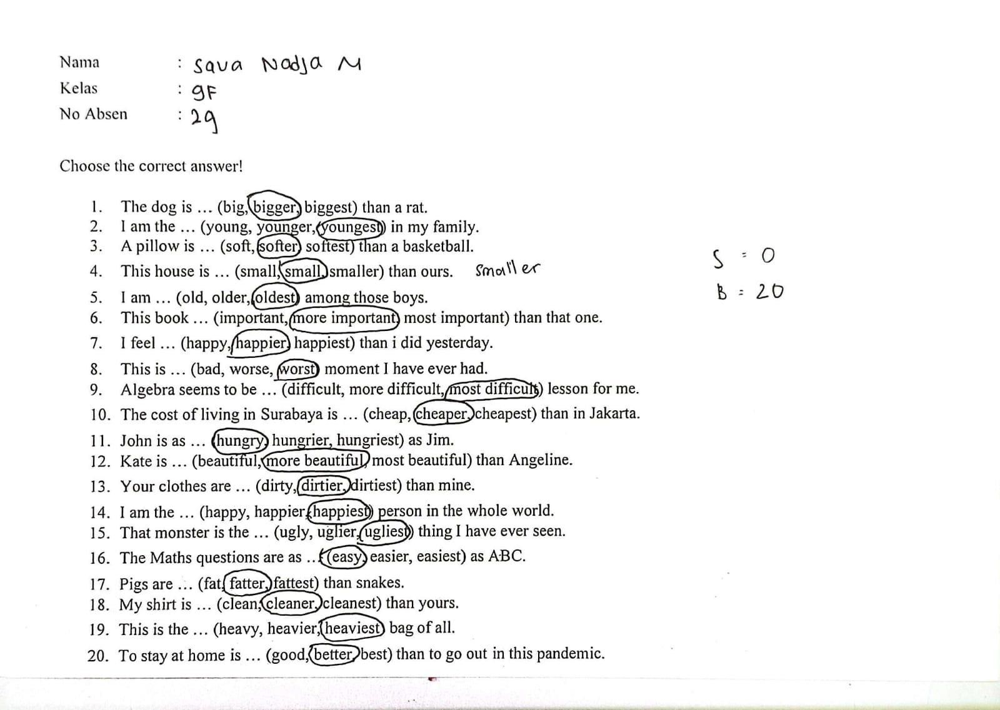 Nama : Sava Nadja M
Kelas : 9F
No Absen : 29
Choose the correct answer!
1. The dog is ... (big, bigger, biggest) than a rat.
2. I am the ... (young, younger, youngest) in my family.
3. A pillow is ... (soft, softer, softest) than a basketball.
4. This house is ... (small, small, smaller) than ours. smaller
S = 0
5. I am ... (old, older, oldest) among those boys.
B = 20
6. This book ... (important, more important, most important) than that one.
7. I feel ... (happy, happier, happiest) than i did yesterday.
8. This is ... (bad, worse, worst) moment I have ever had.
9. Algebra seems to be ... (difficult, more difficult, most difficult) lesson for me.
10. The cost of living in Surabaya is ... (cheap, cheaper, cheapest) than in Jakarta.
11. John is as ... (hungry, hungrier, hungriest) as Jim.
12. Kate is ... (beautiful, more beautiful, most beautiful) than Angeline.
13. Your clothes are ... (dirty, dirtier, dirtiest) than mine.
14. I am the ... (happy, happier, happiest) person in the whole world.
15. That monster is the ... (ugly, uglier, ugliest) thing I have ever seen.
16. The Maths questions are as ... (easy, easier, easiest) as ABC.
17. Pigs are ... (fat, fatter, fattest) than snakes.
18. My shirt is ... (clean, cleaner, cleanest) than yours.
19. This is the ... (heavy, heavier, heaviest) bag of all.
20. To stay at home is ... (good, better, best) than to go out in this pandemic.